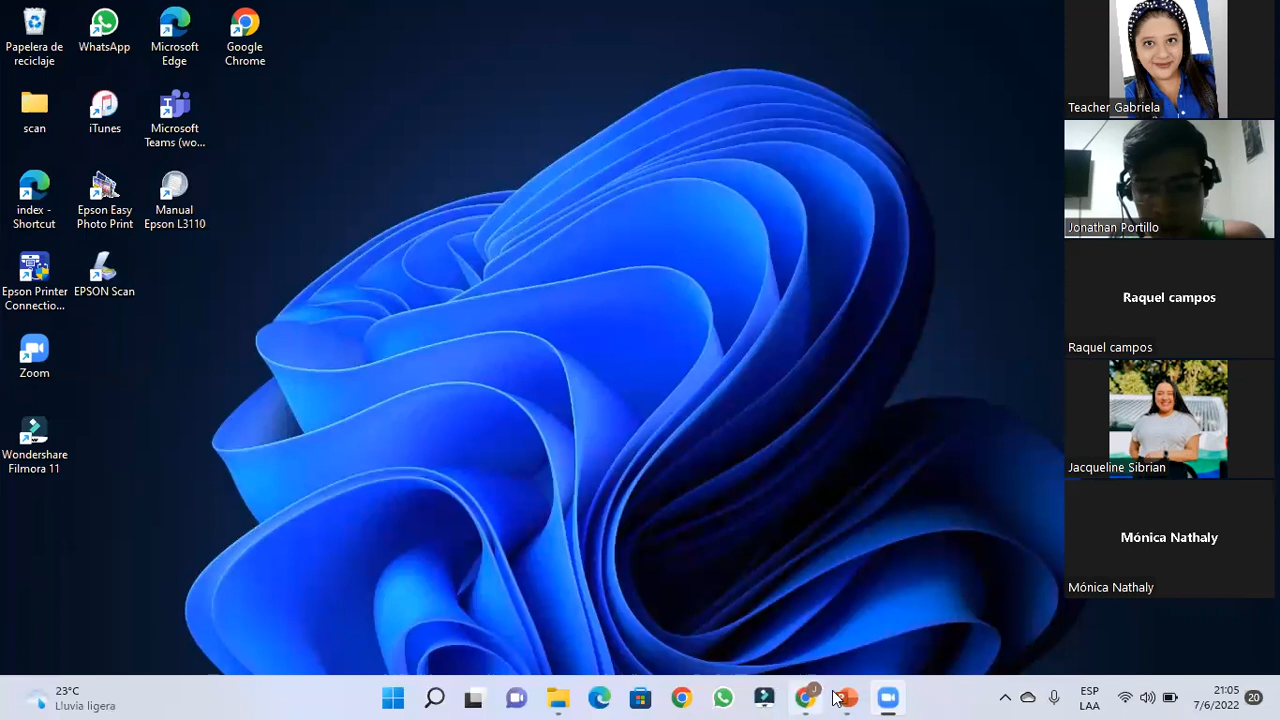 Papelera de
reciclaje
WhatsApp
Microsoft
Edge
Google
Chrome
scan
iTunes
Microsoft
Teams (wo...
index -
Shortcut
Epson Easy
Photo Print
Manual
Epson L3110
Epson Printer
Connectio...
EPSON Scan
Zoom
Wondershare
Filmora 11
Teacher Gabriela
Jonathan Portillo
Raquel campos
Raquel campos
Jacqueline Sibrian
Mónica Nathaly
Mónica Nathaly
23°C
Lluvia ligera
J
ESP
LAA
21:05
7/6/2022
20